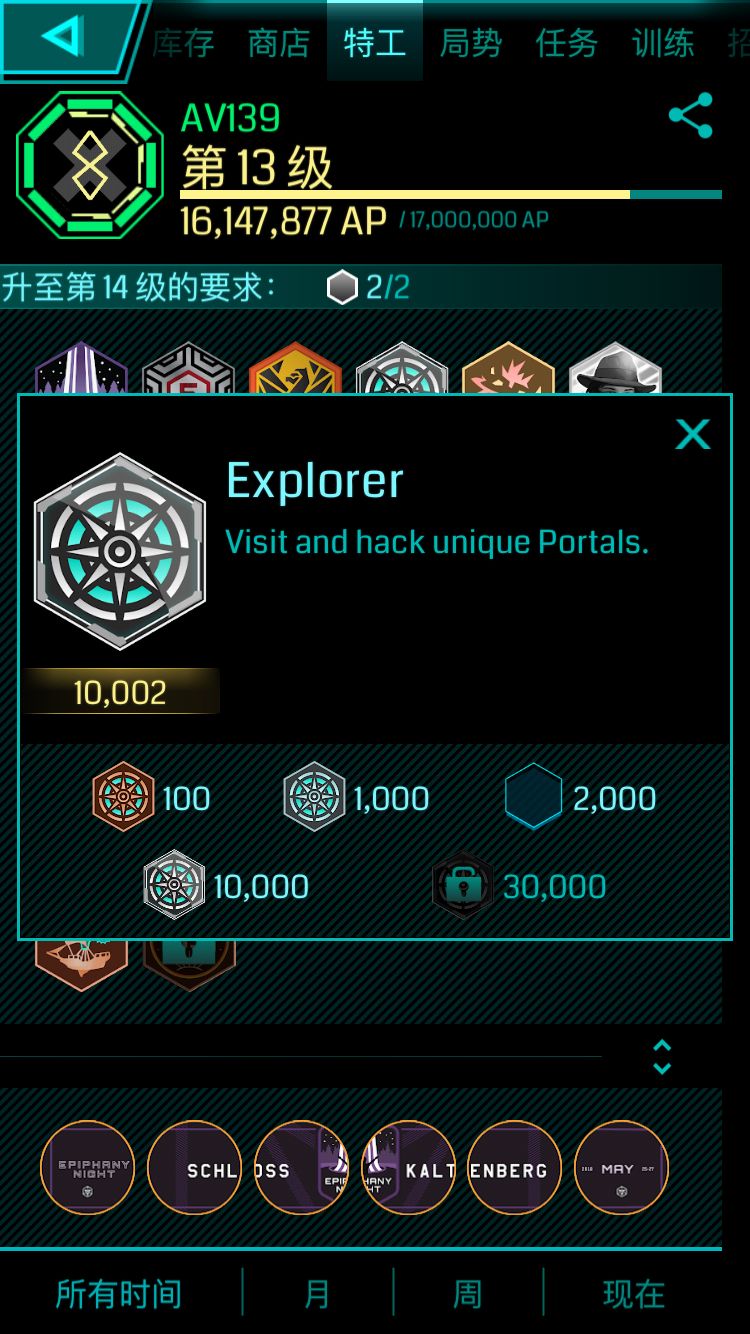 库存 商店 特工 局势 任务 训练
AV139
第 13 级
16,147,877 AP / 17,000,000 AP
升至第 14 级的要求： 2/2
Explorer
Visit and hack unique Portals.
10,002
100 1,000 2,000
10,000 30,000
EPIPHANY NIGHT SCHL OSS KALT ENBERG 2018 MAY 25-27
所有时间 月 周 现在